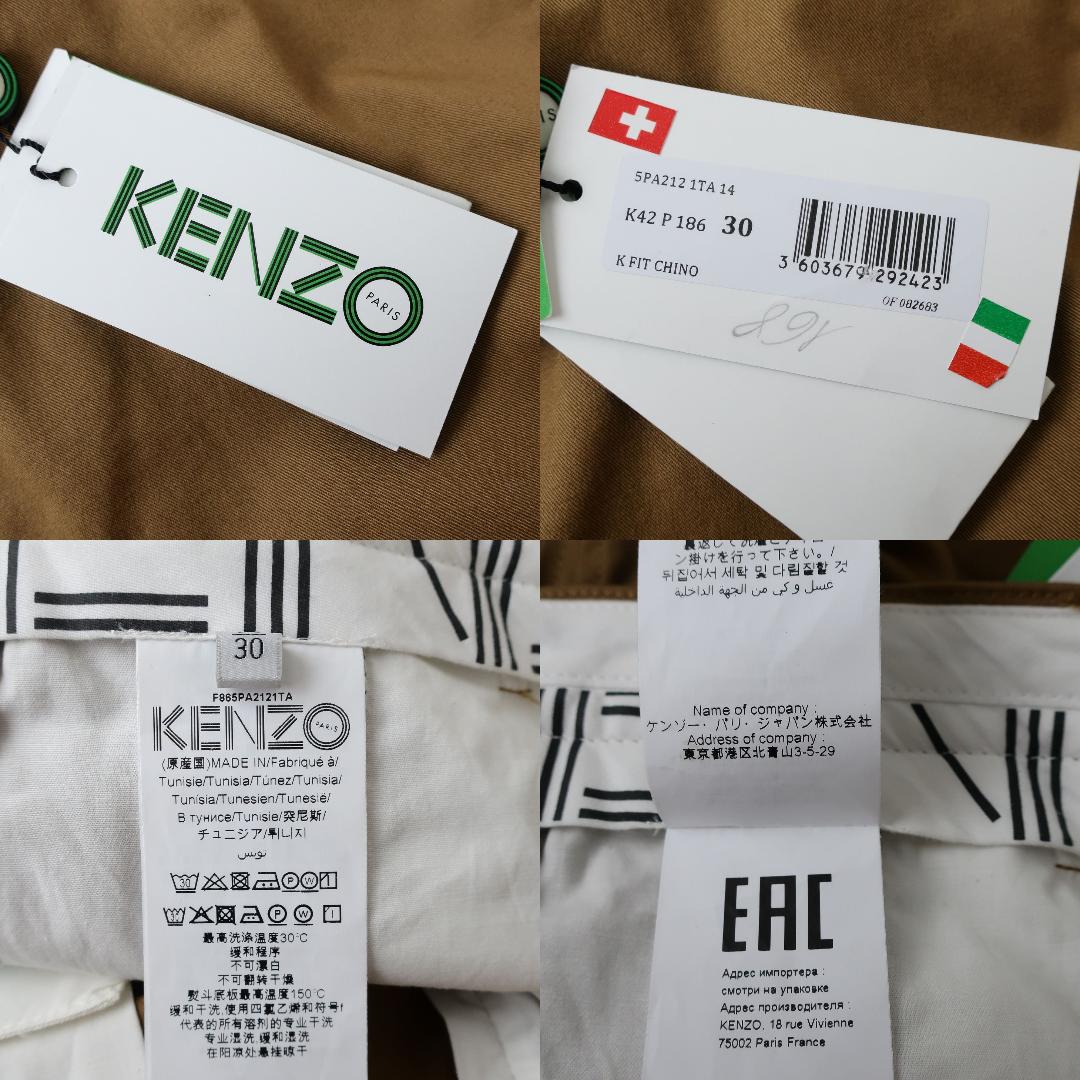 KENZO
PARIS
5PA212 1TA 14
K42 P 186 30
K FIT CHINO
3 603679 292423
OF 082683
30
F865PA2121TA
KENZO
PARIS
(原産国)MADE IN/Fabriqué à/
Tunisie/Tunisia/Túnez/Tunisia/
Tunísia/Tunesien/Tunesië/
В тунисе/Tunisie/突尼斯/
チュニジア/튀니지
تونس
30
P W
P W
最高洗涤温度30°C
缓和程序
不可漂白
不可翻转干燥
熨斗底板最高温度150°C
缓和干洗,使用四氯乙烯和符号f
代表的所有溶剂的专业干洗
专业湿洗,缓和湿洗
在阴凉处悬挂晾干
ン掛けを行って下さい。/
뒤집어서 세탁 및 다림질할 것
عسل و كي من الجهة الداخلية
Name of company :
ケンゾー・パリ・ジャパン株式会社
Address of company :
東京都港区北青山3-5-29
EAC
Адрес импортера :
смотри на упаковке
Адрес производителя :
KENZO, 18 rue Vivienne
75002 Paris France